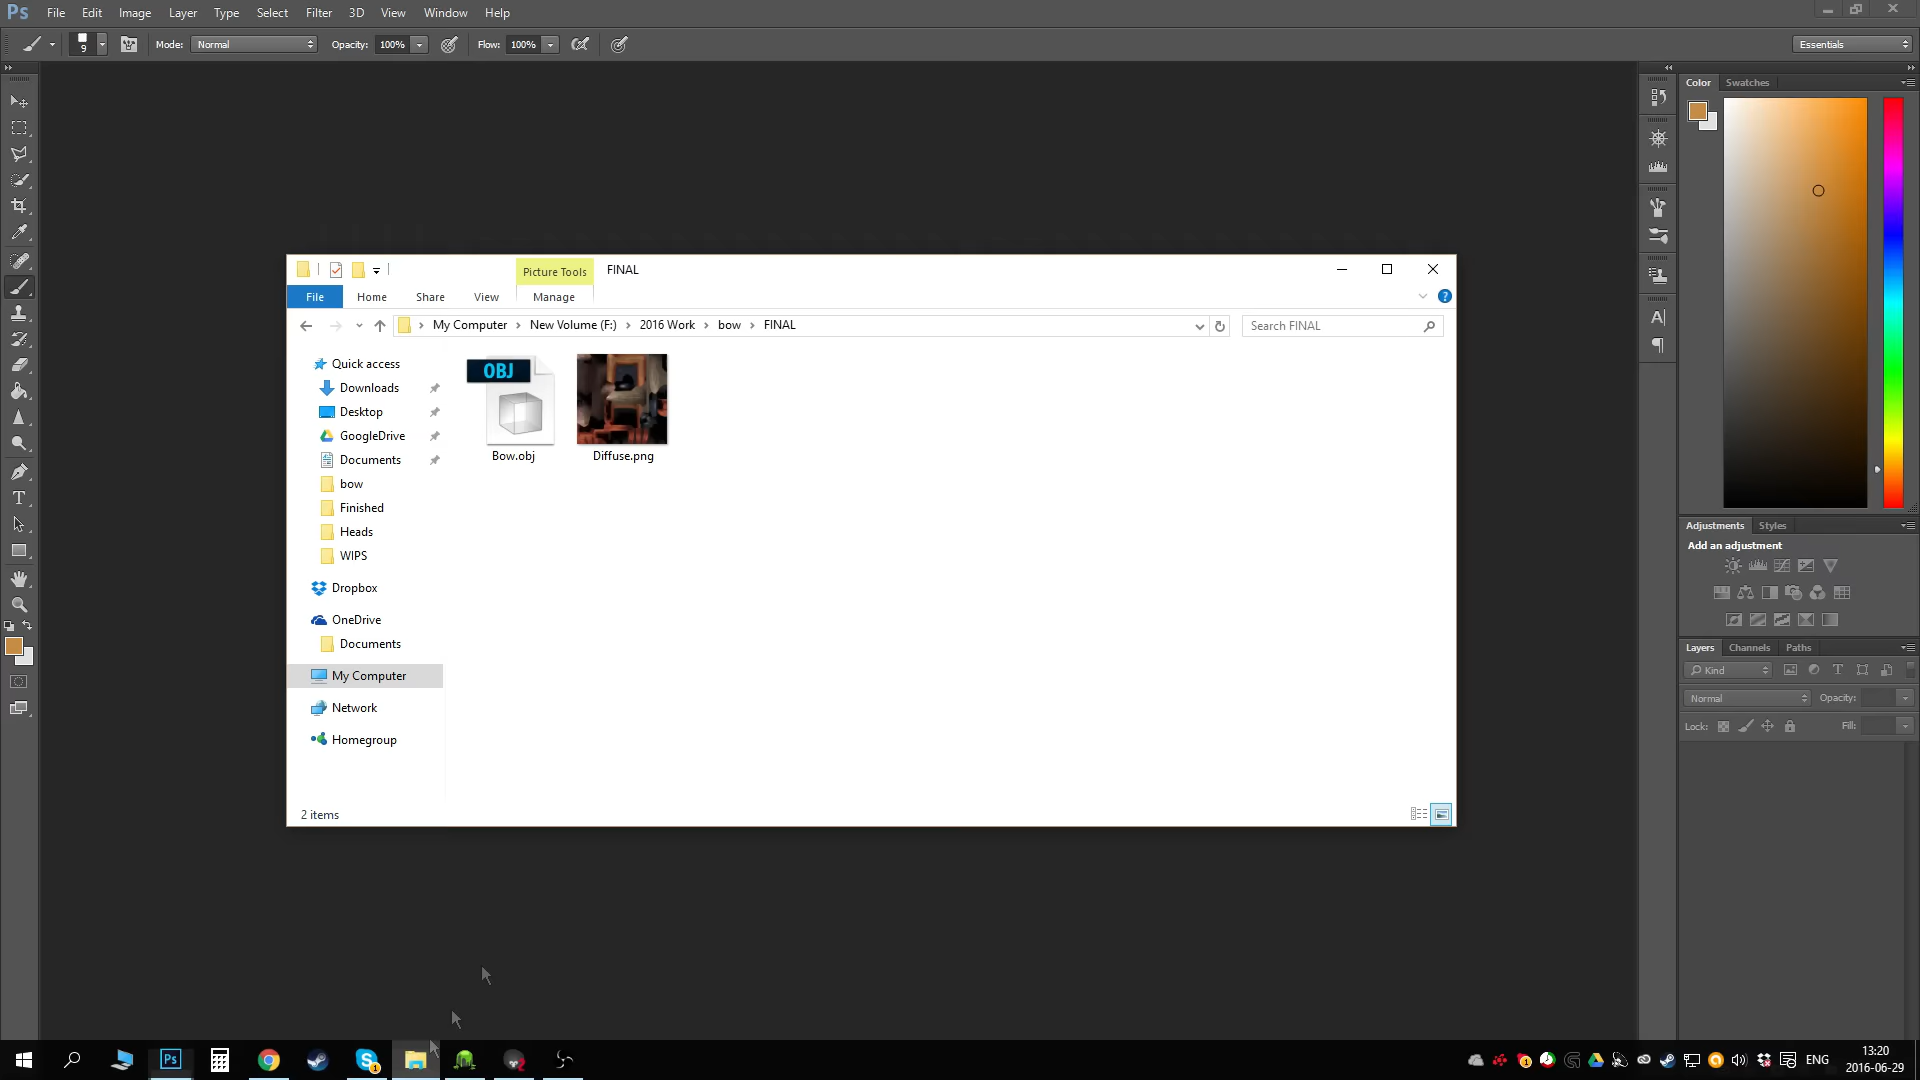 Ps File Edit Image Layer Type Select Filter 3D View Window Help
9 Mode: Normal Opacity: 100% Flow: 100% Essentials
Color Swatches
Picture Tools FINAL
File Home Share View Manage
My Computer New Volume (F:) 2016 Work bow FINAL Search FINAL
Quick access
Downloads
Desktop
GoogleDrive
Documents
bow
Finished
Heads
WIPS
Dropbox
OneDrive
Documents
My Computer
Network
Homegroup
OBJ
Bow.obj Diffuse.png
2 items
Adjustments Styles
Add an adjustment
Layers Channels Paths
Kind
Normal Opacity:
Lock: Fill:
Ps
1
ENG
13:20
2016-06-29